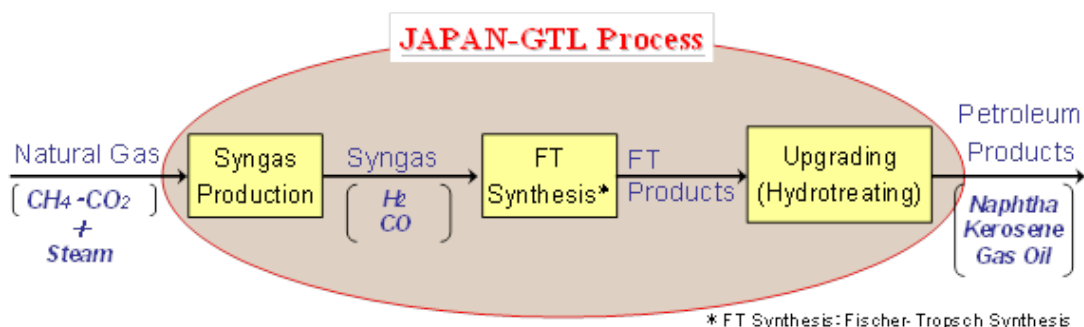 JAPAN-GTL Process
Natural Gas
CH4-CO2
+
Steam
Syngas
Production
Syngas
H2
CO
FT
Synthesis*
FT
Products
Upgrading
(Hydrotreating)
Petroleum
Products
Naphtha
Kerosene
Gas Oil
* FT Synthesis:Fischer-Tropsch Synthesis